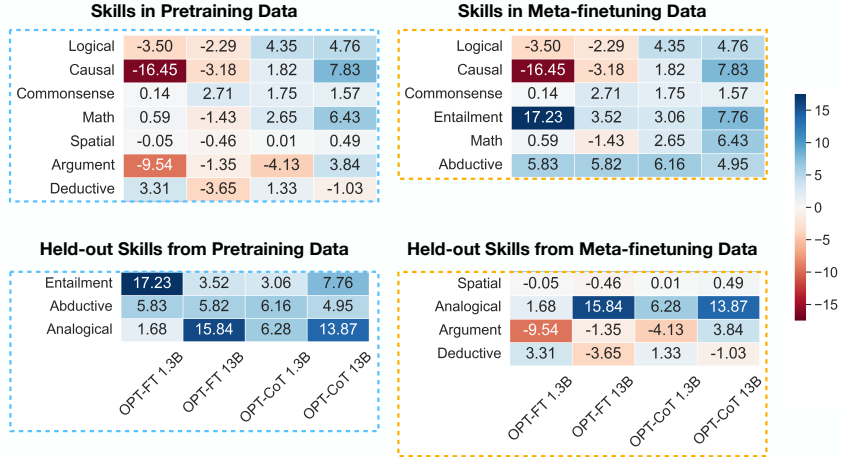 Skills in Pretraining Data
Logical -3.50 -2.29 4.35 4.76
Causal -16.45 -3.18 1.82 7.83
Commonsense 0.14 2.71 1.75 1.57
Math 0.59 -1.43 2.65 6.43
Spatial -0.05 -0.46 0.01 0.49
Argument -9.54 -1.35 -4.13 3.84
Deductive 3.31 -3.65 1.33 -1.03
Skills in Meta-finetuning Data
Logical -3.50 -2.29 4.35 4.76
Causal -16.45 -3.18 1.82 7.83
Commonsense 0.14 2.71 1.75 1.57
Entailment 17.23 3.52 3.06 7.76
Math 0.59 -1.43 2.65 6.43
Abductive 5.83 5.82 6.16 4.95
Held-out Skills from Pretraining Data
Entailment 17.23 3.52 3.06 7.76
Abductive 5.83 5.82 6.16 4.95
Analogical 1.68 15.84 6.28 13.87
OPT-FT 1.3B OPT-FT 13B OPT-CoT 1.3B OPT-CoT 13B
Held-out Skills from Meta-finetuning Data
Spatial -0.05 -0.46 0.01 0.49
Analogical 1.68 15.84 6.28 13.87
Argument -9.54 -1.35 -4.13 3.84
Deductive 3.31 -3.65 1.33 -1.03
OPT-FT 1.3B OPT-FT 13B OPT-CoT 1.3B OPT-CoT 13B
15
10
5
0
−5
−10
−15